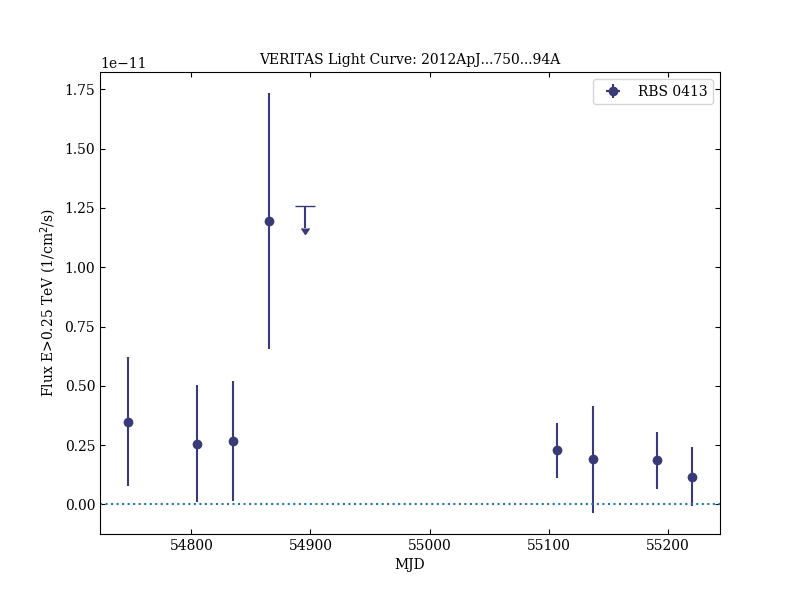 VERITAS Light Curve: 2012ApJ...750...94A
1e−11
RBS 0413
1.75
1.50
1.25
1.00
0.75
0.50
0.25
0.00
Flux E>0.25 TeV (1/cm²/s)
54800 54900 55000 55100 55200
MJD